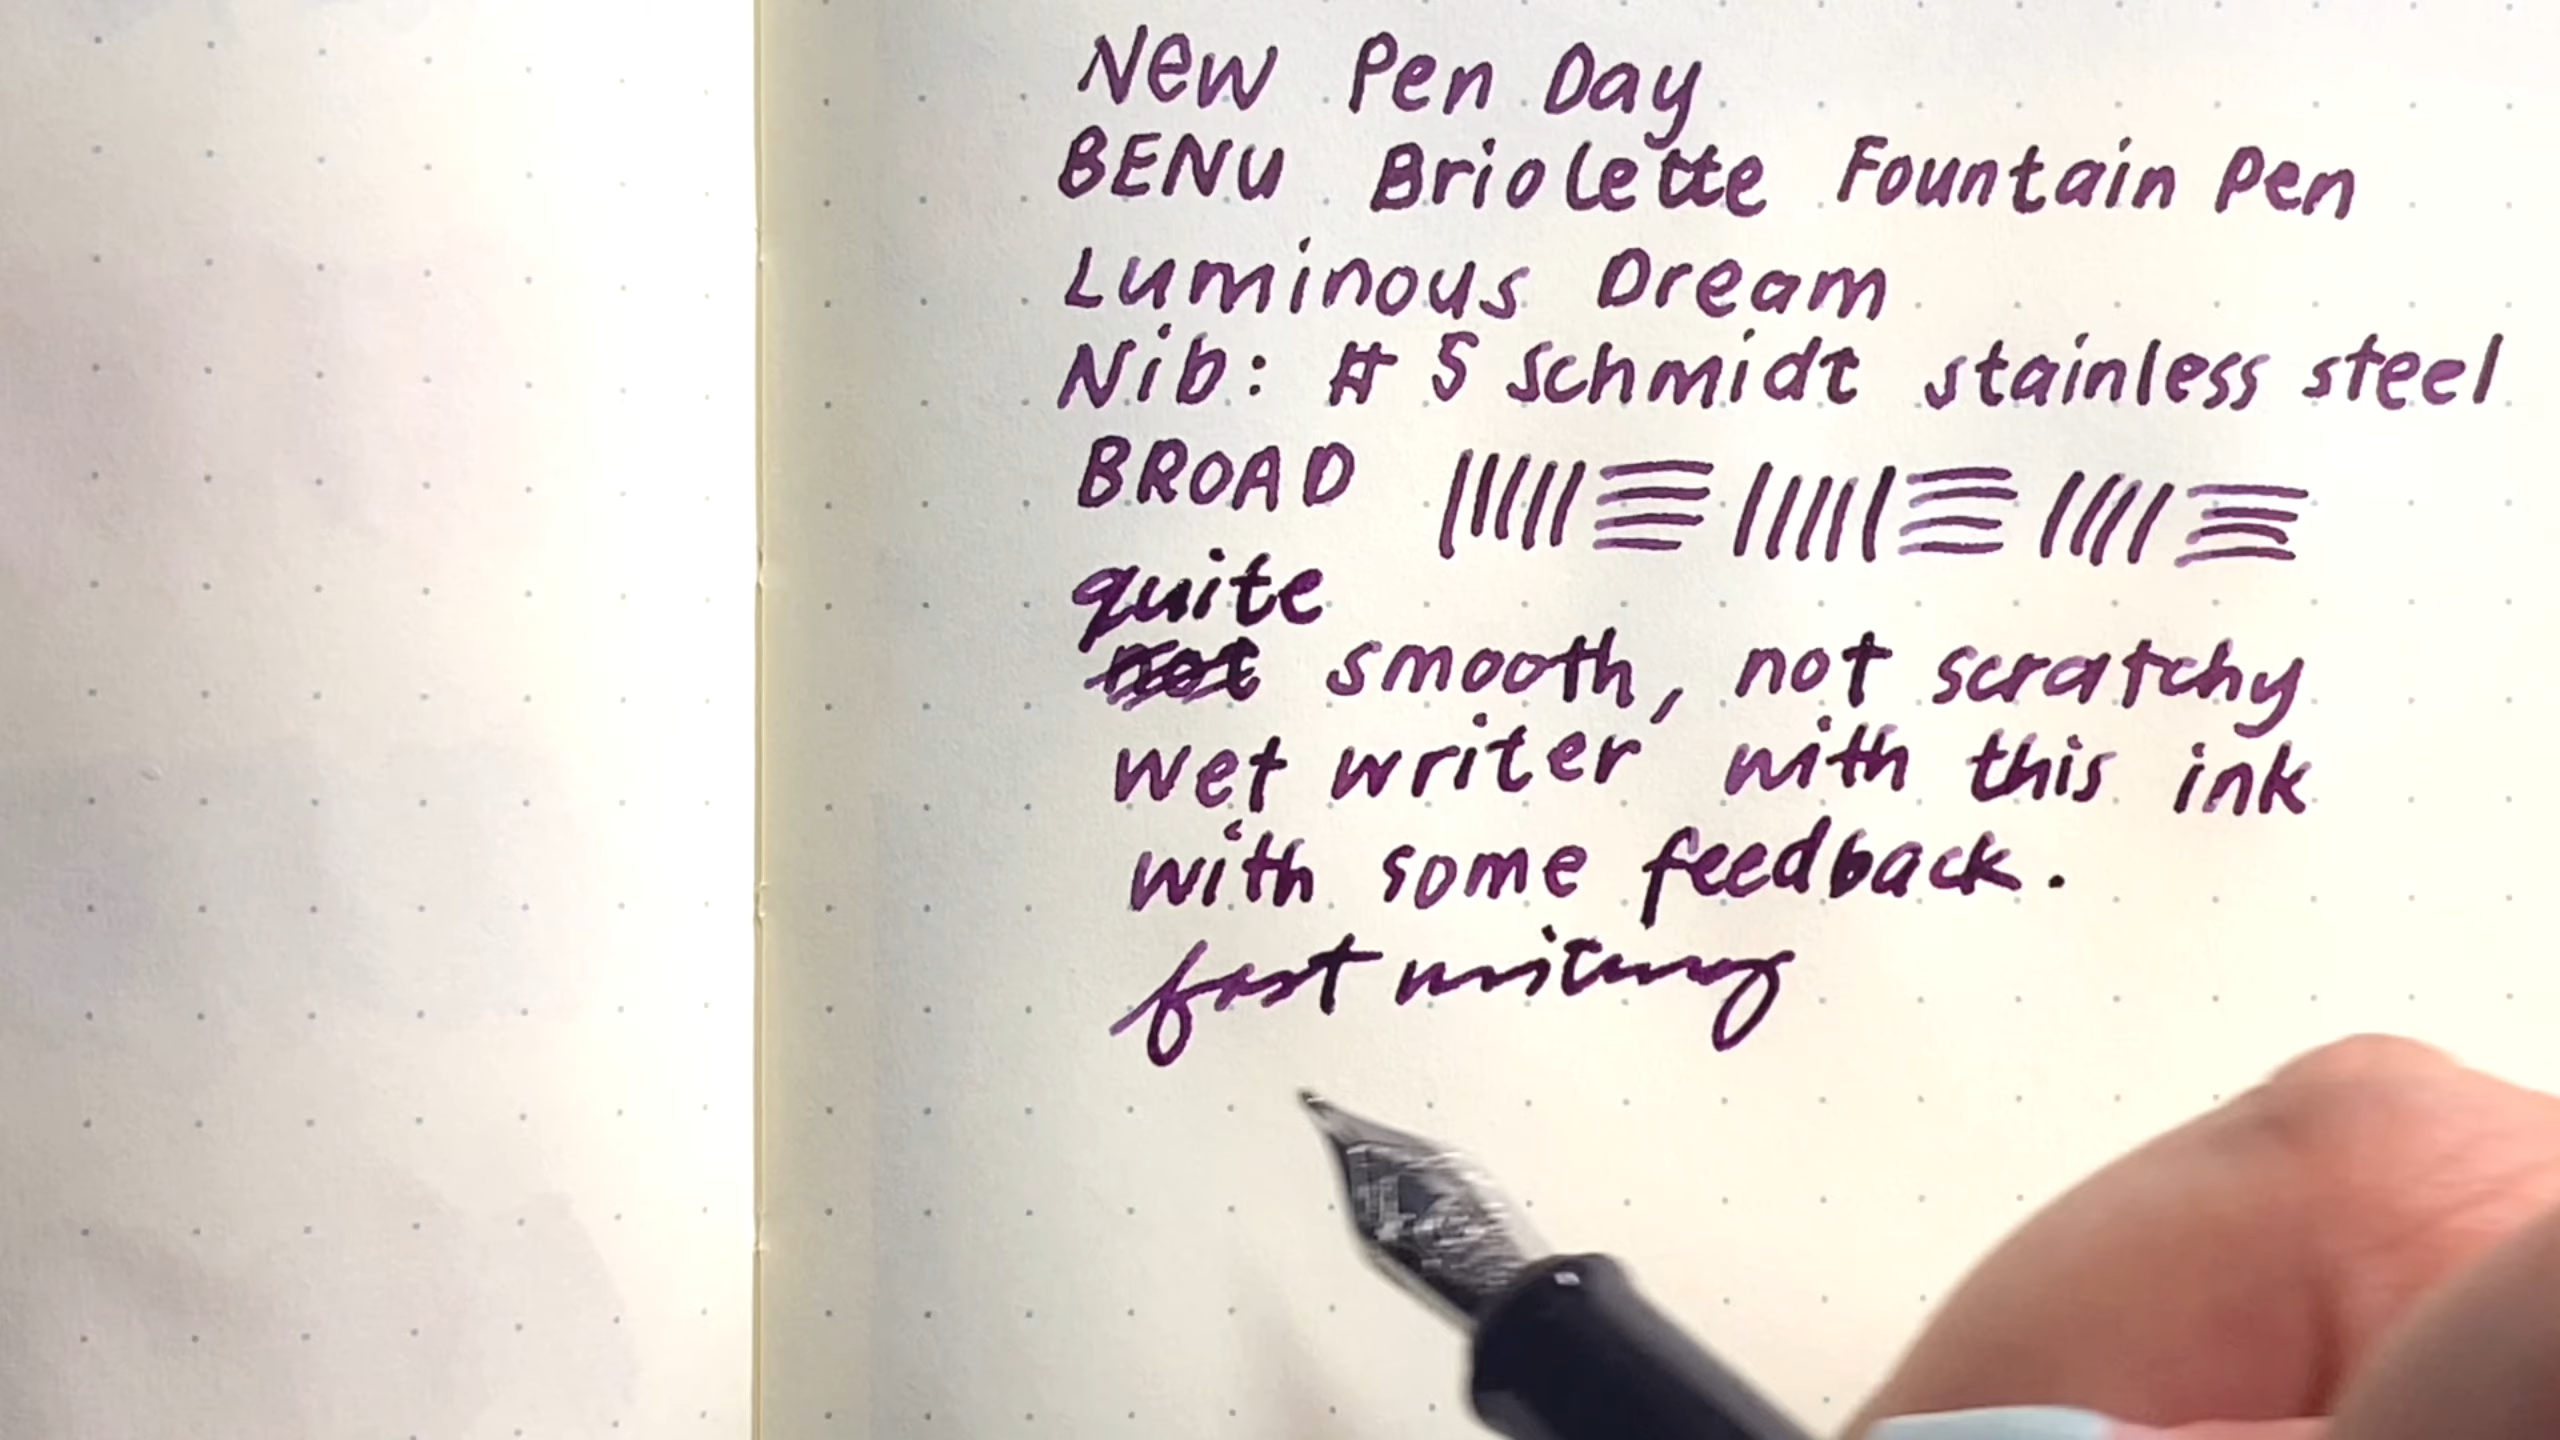 New Pen Day
BENU Briolette Fountain Pen
Luminous Dream
Nib: # 5 Schmidt stainless steel
BROAD
quite
not smooth, not scratchy
wet writer with this ink
with some feedback.
fast writing